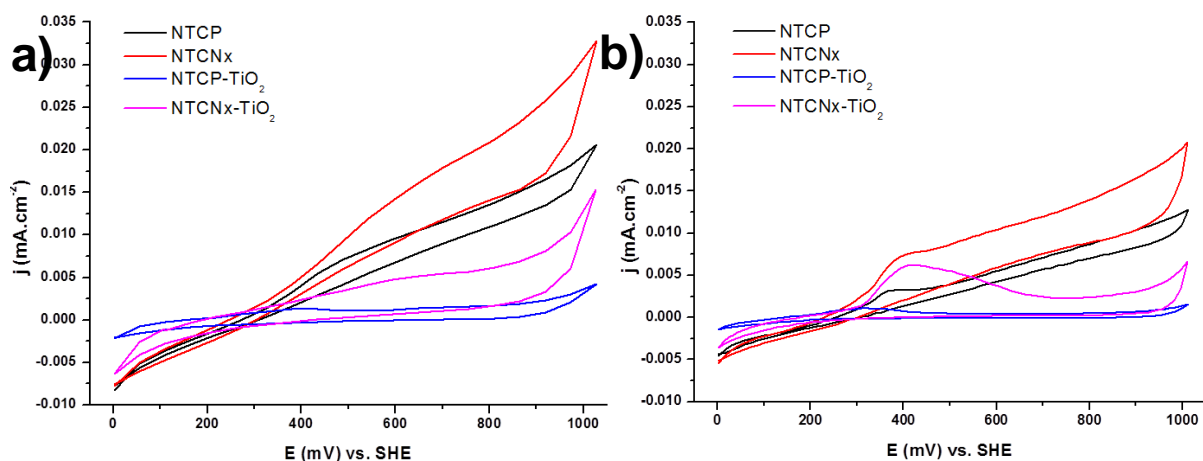 a)
NTCP
NTCNx
NTCP-TiO₂
NTCNx-TiO₂
j (mA.cm⁻²)
0.035
0.030
0.025
0.020
0.015
0.010
0.005
0.000
-0.005
-0.010
0 200 400 600 800 1000
E (mV) vs. SHE
b)
NTCP
NTCNx
NTCP-TiO₂
NTCNx-TiO₂
j (mA.cm⁻²)
0.035
0.030
0.025
0.020
0.015
0.010
0.005
0.000
-0.005
-0.010
0 200 400 600 800 1000
E (mV) vs. SHE